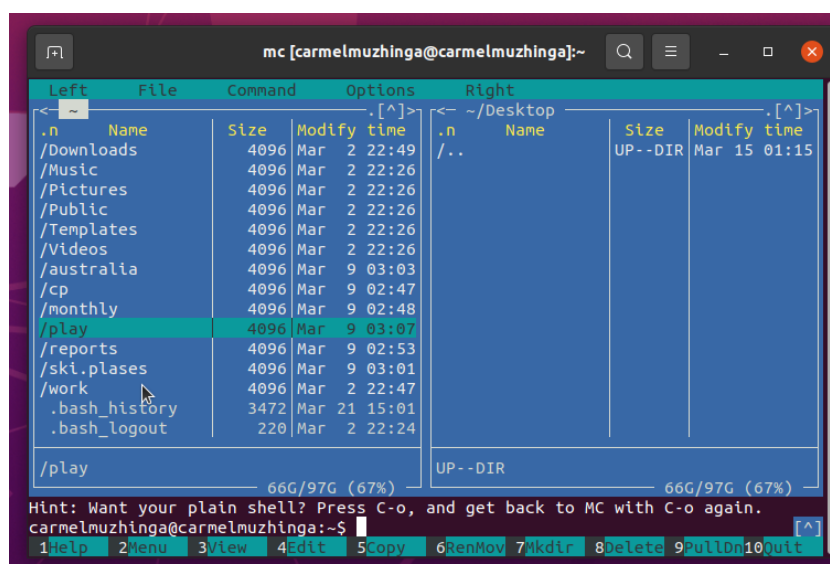 mc [carmelmuzhinga@carmelmuzhinga]:~
Left File Command Options Right
<─ ~ .[^]>
.n Name Size Modify time
/Downloads 4096 Mar 2 22:49
/Music 4096 Mar 2 22:26
/Pictures 4096 Mar 2 22:26
/Public 4096 Mar 2 22:26
/Templates 4096 Mar 2 22:26
/Videos 4096 Mar 2 22:26
/australia 4096 Mar 9 03:03
/cp 4096 Mar 9 02:47
/monthly 4096 Mar 9 02:48
/play 4096 Mar 9 03:07
/reports 4096 Mar 9 02:53
/ski.plases 4096 Mar 9 03:01
/work 4096 Mar 2 22:47
.bash_history 3472 Mar 21 15:01
.bash_logout 220 Mar 2 22:24
/play
66G/97G (67%)
<─ ~/Desktop .[^]>
.n Name Size Modify time
/.. UP--DIR Mar 15 01:15
UP--DIR
66G/97G (67%)
Hint: Want your plain shell? Press C-o, and get back to MC with C-o again.
carmelmuzhinga@carmelmuzhinga:~$ [^]
1Help 2Menu 3View 4Edit 5Copy 6RenMov 7Mkdir 8Delete 9PullDn 10Quit